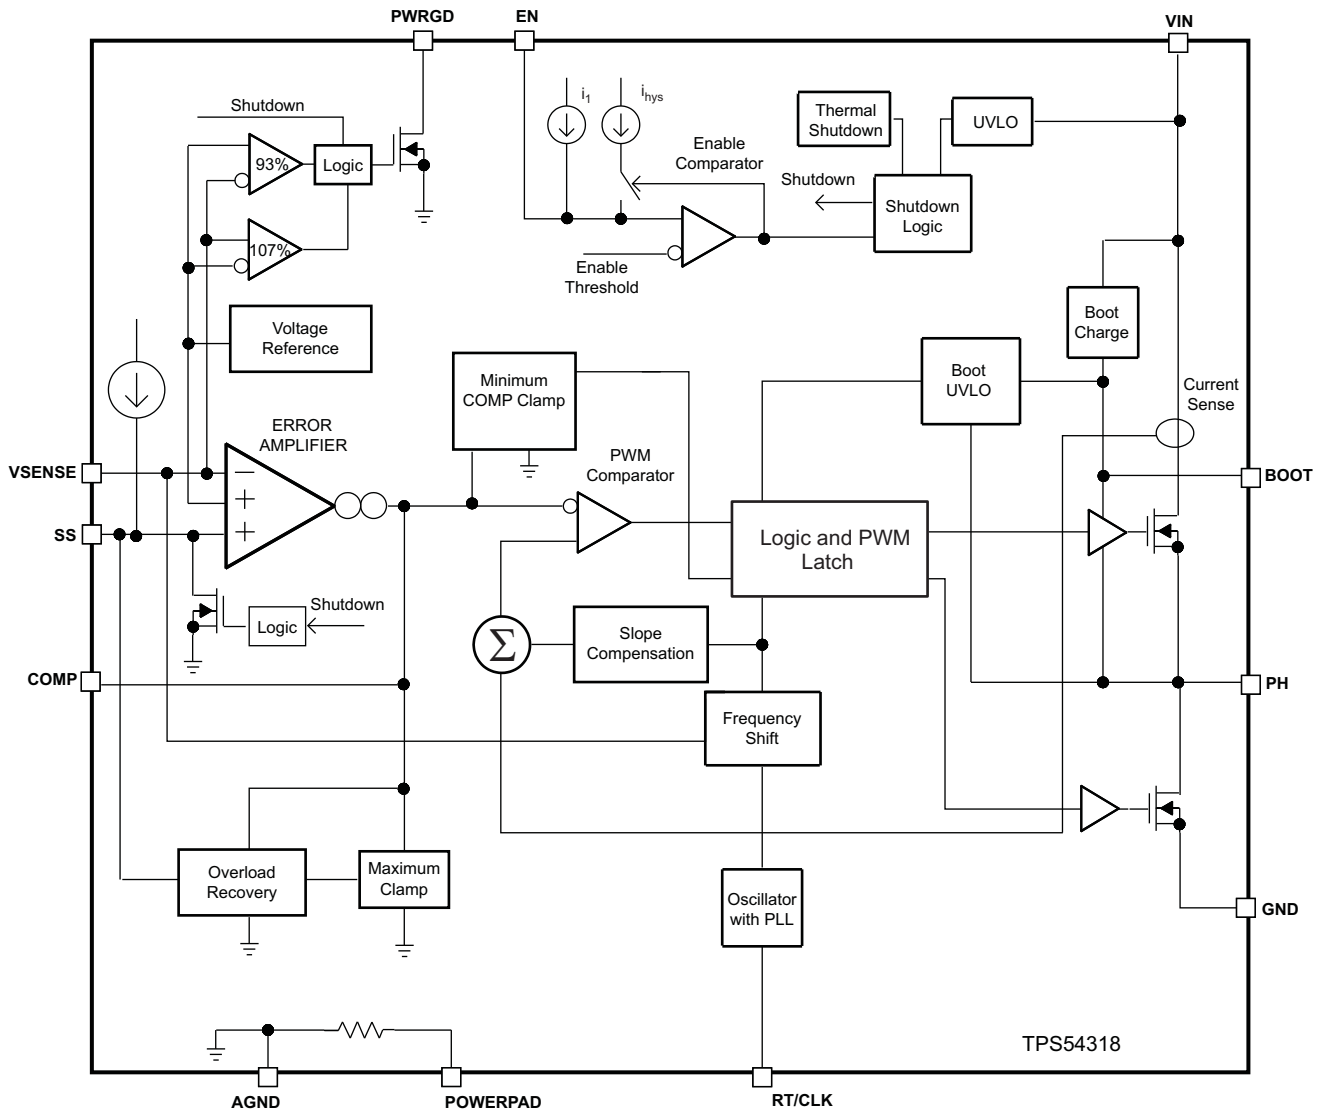 PWRGD
EN
VIN
Shutdown
i1
ihys
93%
Logic
107%
Enable
Comparator
Thermal
Shutdown
UVLO
Shutdown
Shutdown
Logic
Enable
Threshold
Voltage
Reference
Boot
Charge
Minimum
COMP Clamp
Boot
UVLO
Current
Sense
ERROR
AMPLIFIER
PWM
Comparator
VSENSE
−
+
+
SS
BOOT
Logic and PWM
Latch
Shutdown
Logic
Σ
Slope
Compensation
COMP
PH
Frequency
Shift
Overload
Recovery
Maximum
Clamp
Oscillator
with PLL
GND
TPS54318
AGND
POWERPAD
RT/CLK